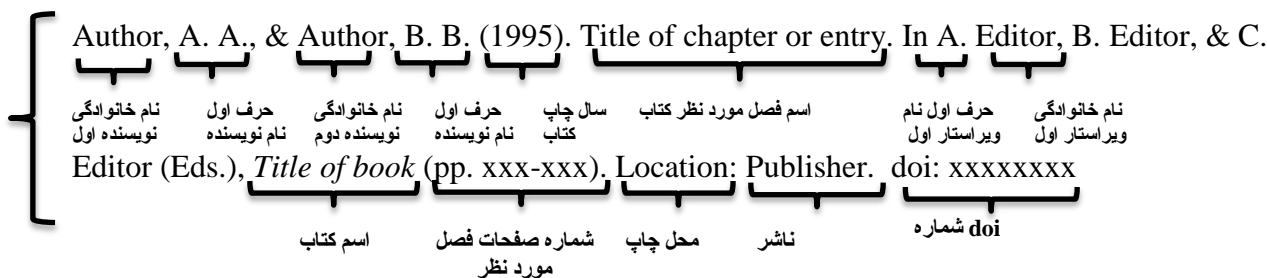 Author, A. A., & Author, B. B. (1995). Title of chapter or entry. In A. Editor, B. Editor, & C.
نام خانوادگی نویسنده اول
حرف اول نام نویسنده
نام خانوادگی نویسنده دوم
حرف اول نام نویسنده
سال چاپ کتاب
اسم فصل مورد نظر کتاب
حرف اول نام ویراستار اول
نام خانوادگی ویراستار اول
Editor (Eds.), Title of book (pp. xxx-xxx). Location: Publisher. doi: xxxxxxxx
اسم کتاب
شماره صفحات فصل مورد نظر
محل چاپ
ناشر
شماره doi